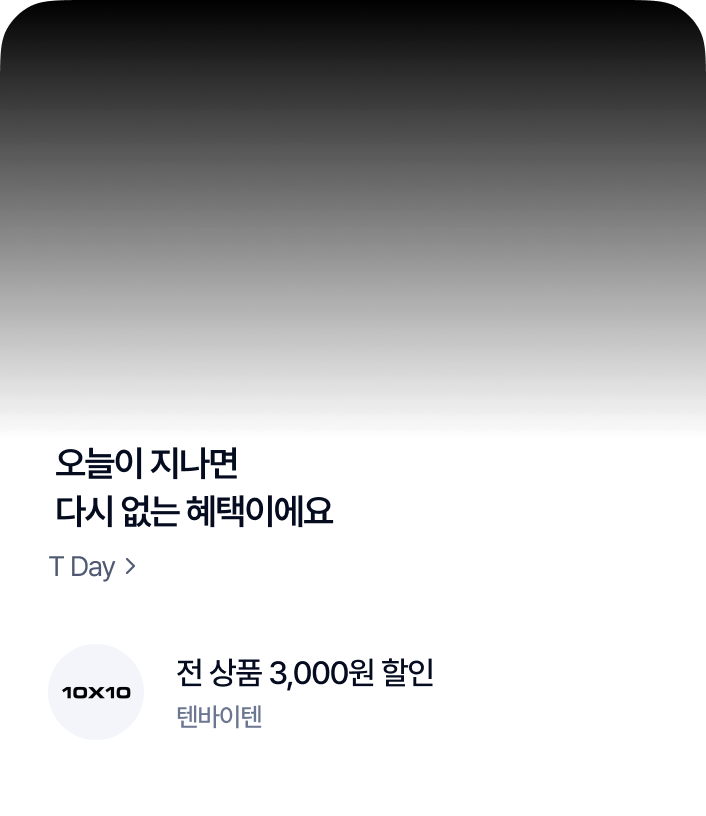 오늘이 지나면
다시 없는 혜택이에요
T Day >
10X10
전 상품 3,000원 할인
텐바이텐